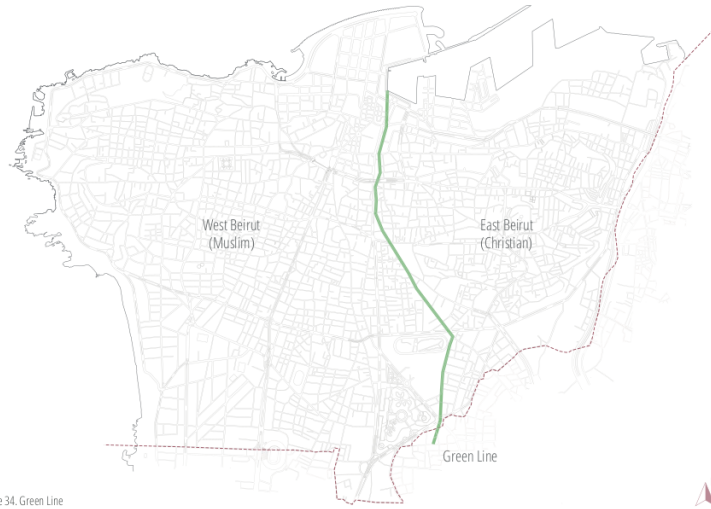 West Beirut
(Muslim)
East Beirut
(Christian)
Green Line
34. Green Line